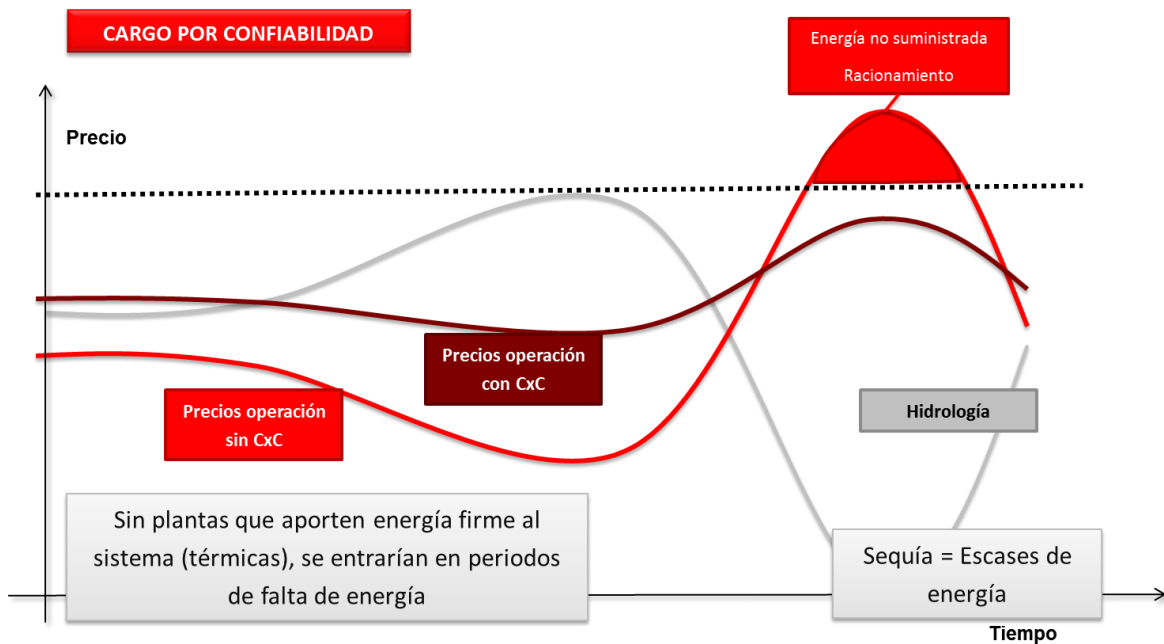 CARGO POR CONFIABILIDAD
Energía no suministrada
Racionamiento
Precio
Precios operación
con CxC
Precios operación
sin CxC
Hidrología
Sin plantas que aporten energía firme al
sistema (térmicas), se entrarían en periodos
de falta de energía
Sequía = Escases de
energía
Tiempo